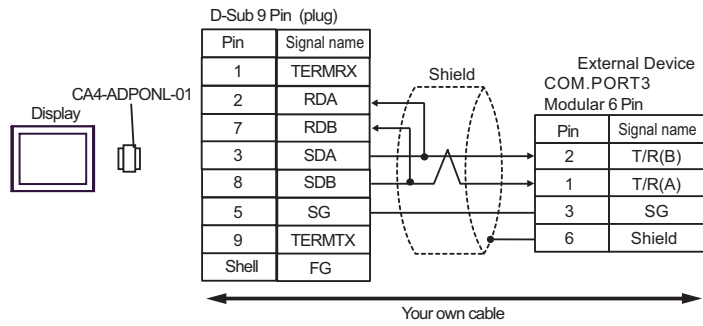 D-Sub 9 Pin (plug)
Pin Signal name
1 TERMRX
2 RDA
7 RDB
3 SDA
8 SDB
5 SG
9 TERMTX
Shell FG
CA4-ADPONL-01
Display
Shield
External Device
COM.PORT3
Modular 6 Pin
Pin Signal name
2 T/R(B)
1 T/R(A)
3 SG
6 Shield
Your own cable